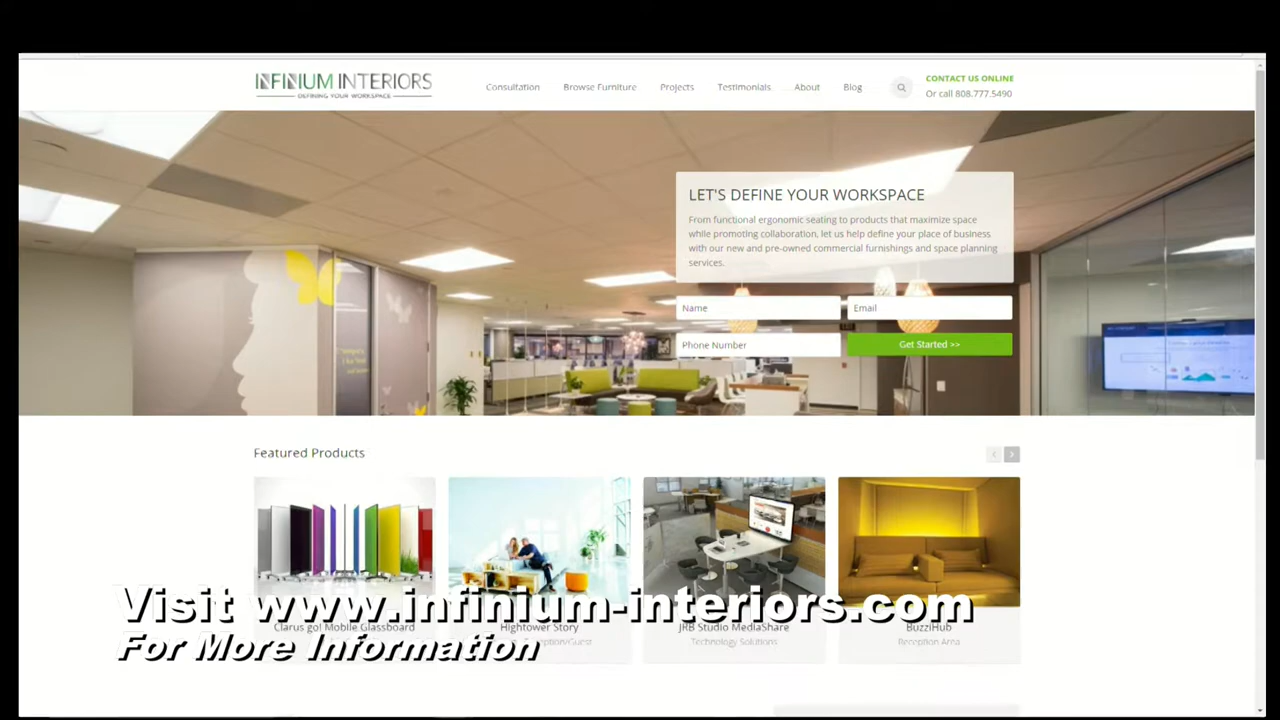 INFINIUM INTERIORS
DEFINING YOUR WORKSPACE
Consultation Browse Furniture Projects Testimonials About Blog
CONTACT US ONLINE
Or call 808.777.5490
LET'S DEFINE YOUR WORKSPACE
From functional ergonomic seating to products that maximize space
while promoting collaboration, let us help define your place of business
with our new and pre-owned commercial furnishings and space planning
services.
Name Email
Phone Number Get Started >>
Featured Products
Visit www.infinium-interiors.com
Clarus go! Mobile Glassboard Hightower Story JRB Studio MediaShare BuzziHub
For More Information
Technology Solutions Reception Area